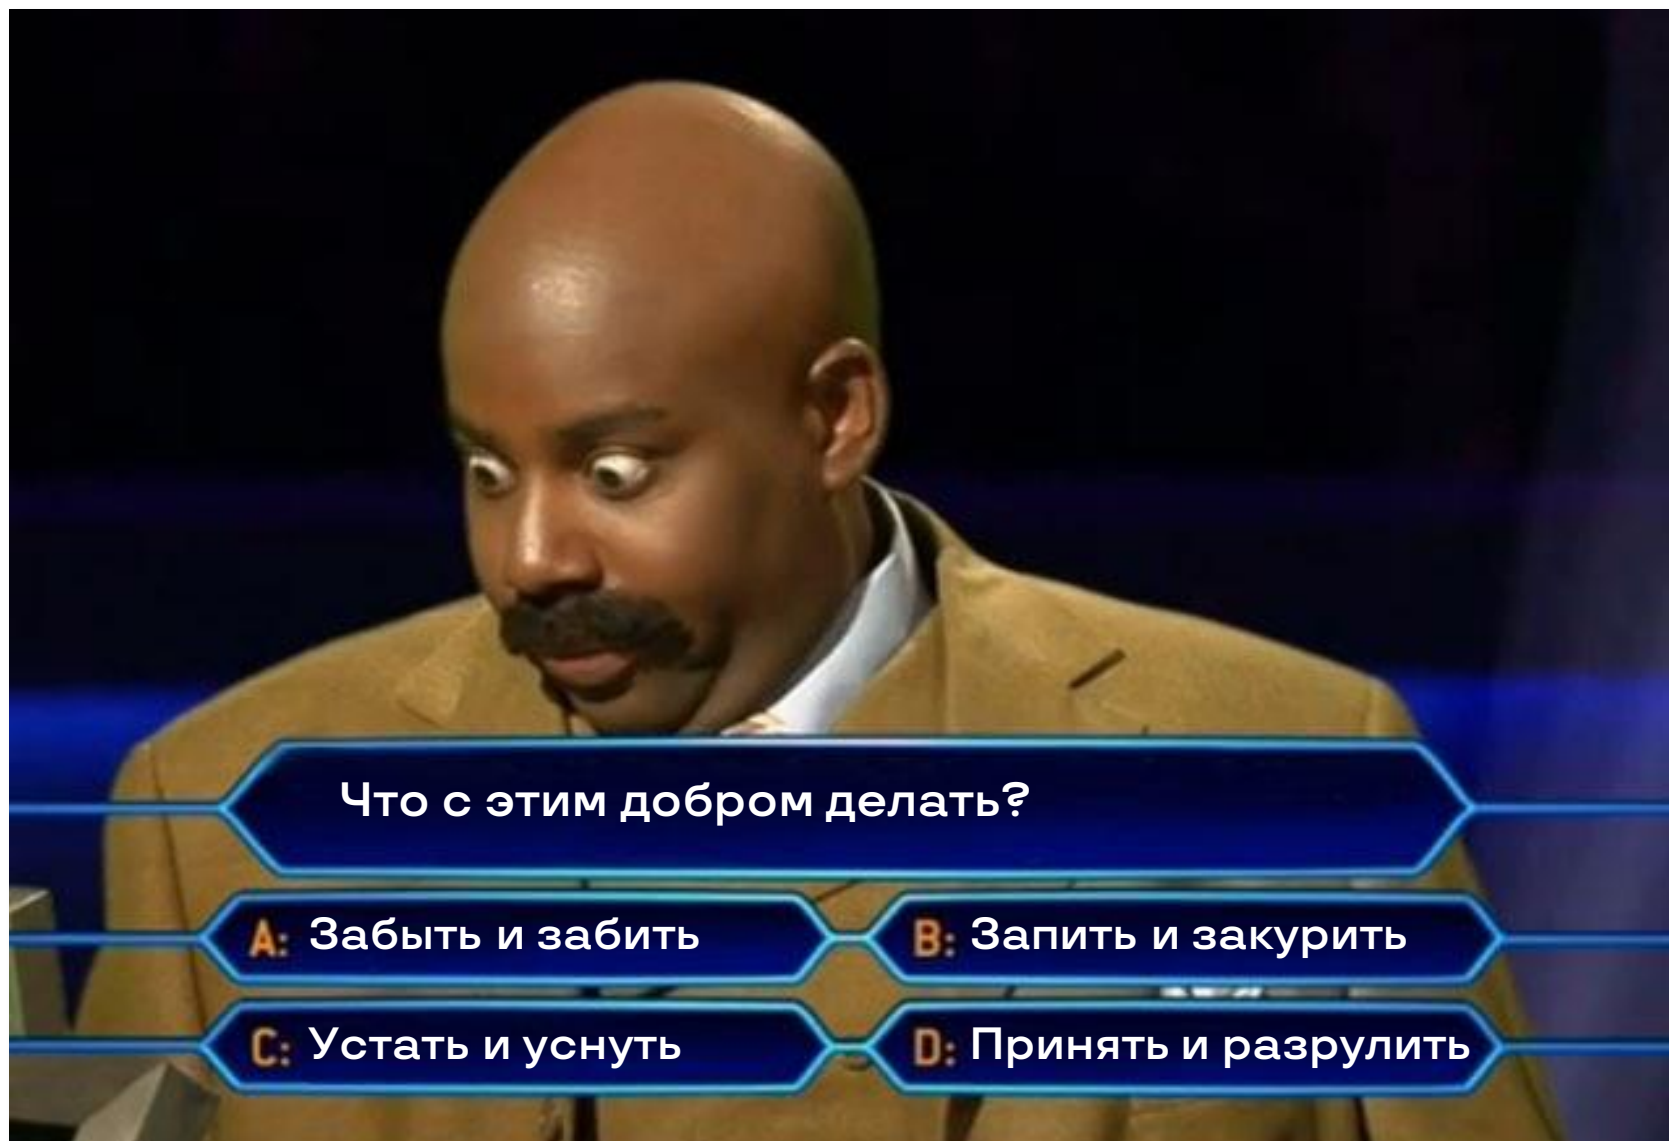 Что с этим добром делать?
A: Забыть и забить
B: Запить и закурить
C: Устать и уснуть
D: Принять и разрулить